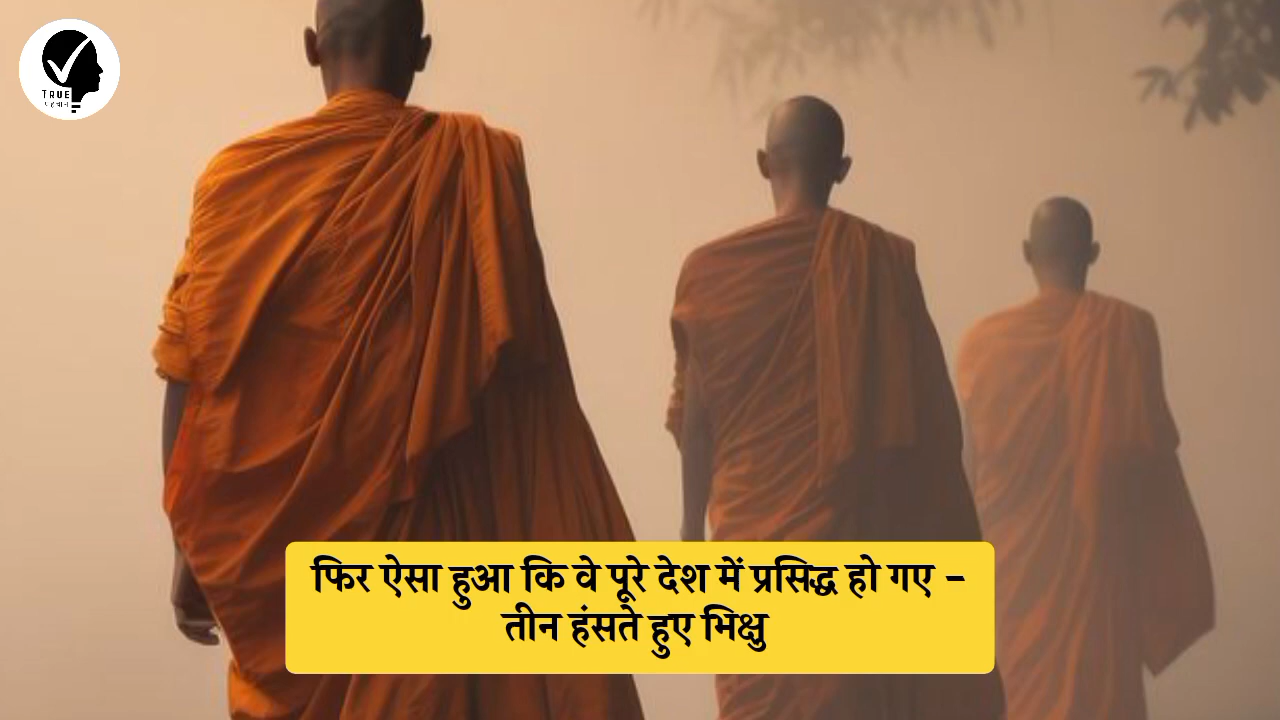 TRUE
फिर ऐसा हुआ कि वे पूरे देश में प्रसिद्ध हो गए –
तीन हंसते हुए भिक्षु